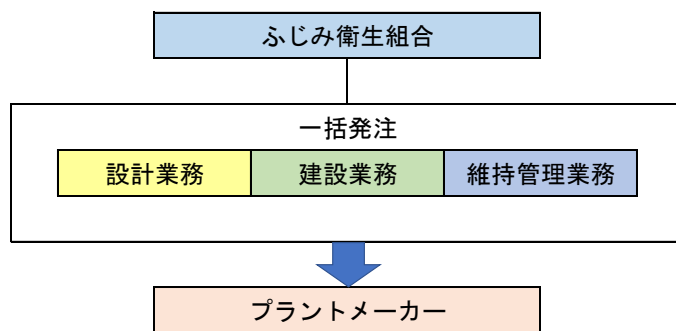 ふじみ衛生組合
一括発注
設計業務 建設業務 維持管理業務
プラントメーカー